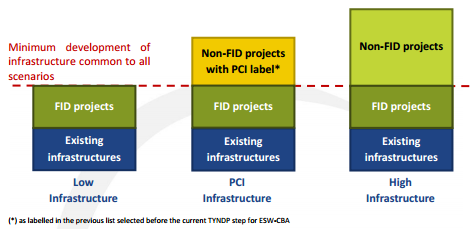 Minimum development of
infrastructure common to all
scenarios
Non-FID projects
with PCI label*
Non-FID projects
FID projects
FID projects
FID projects
Existing
infrastructures
Existing
infrastructures
Existing
infrastructures
Low
Infrastructure
PCI
Infrastructure
High
Infrastructure
(*) as labelled in the previous list selected before the current TYNDP step for ESW-CBA